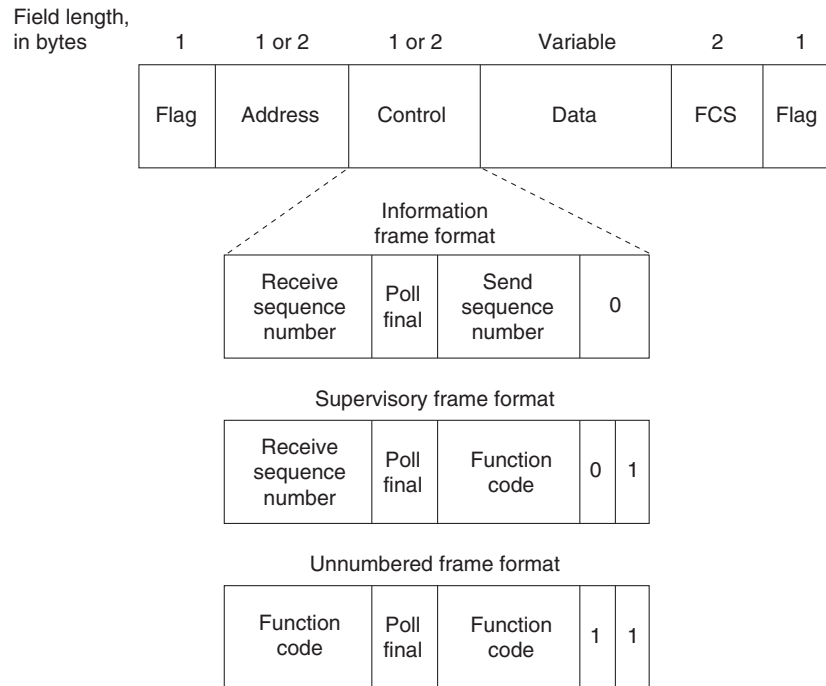 Field length,
in bytes 1 1 or 2 1 or 2 Variable 2 1
Flag Address Control Data FCS Flag
Information
frame format
Receive
sequence
number
Poll
final
Send
sequence
number
0
Supervisory frame format
Receive
sequence
number
Poll
final
Function
code
0 1
Unnumbered frame format
Function
code
Poll
final
Function
code
1 1